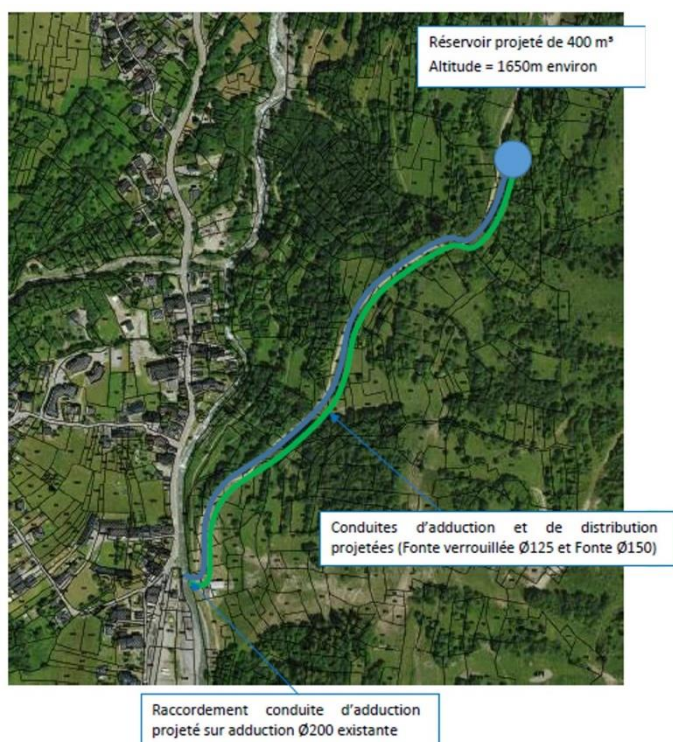 Réservoir projeté de 400 m³
Altitude = 1650m environ
Conduites d'adduction et de distribution
projetées (Fonte verrouillée Ø125 et Fonte Ø150)
Raccordement conduite d'adduction
projeté sur adduction Ø200 existante